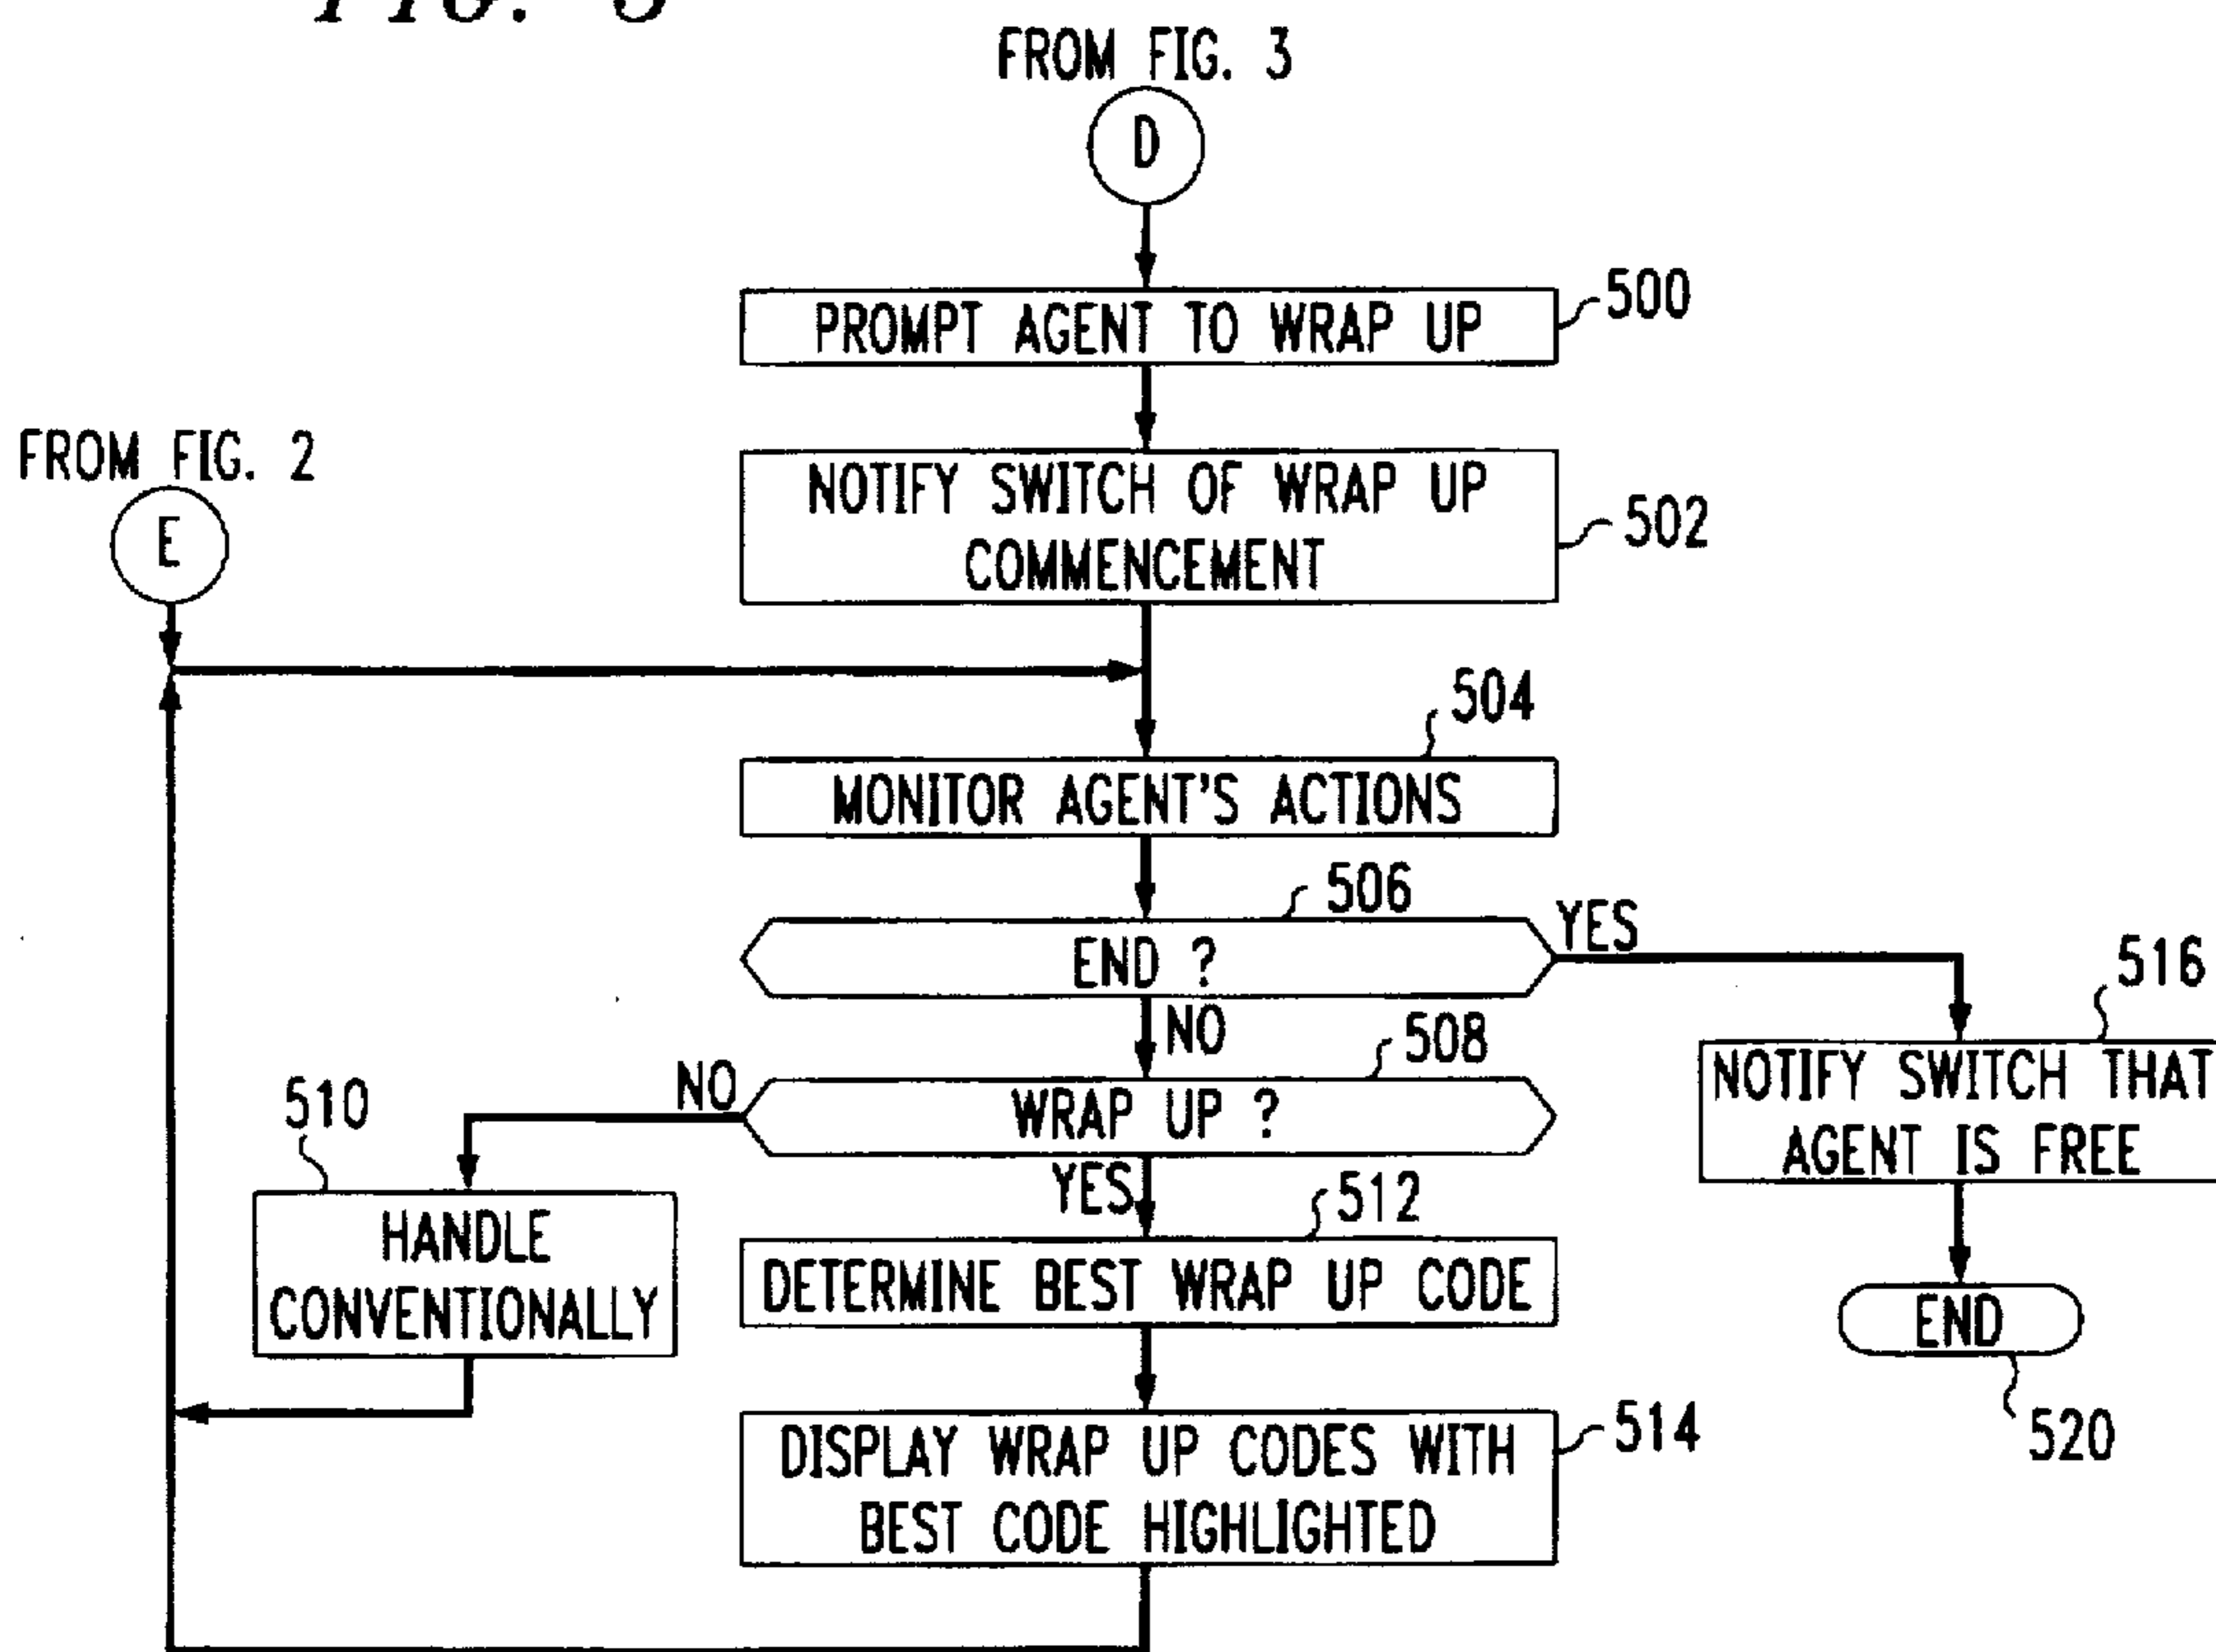 FROM FIG. 3
D
PROMPT AGENT TO WRAP UP
500
NOTIFY SWITCH OF WRAP UP
COMMENCEMENT
502
FROM FIG. 2
E
504
MONITOR AGENT'S ACTIONS
506
END ?
YES
516
NO
508
NOTIFY SWITCH THAT
AGENT IS FREE
NO
WRAP UP ?
510
YES
512
HANDLE
CONVENTIONALLY
DETERMINE BEST WRAP UP CODE
END
520
DISPLAY WRAP UP CODES WITH
BEST CODE HIGHLIGHTED
514